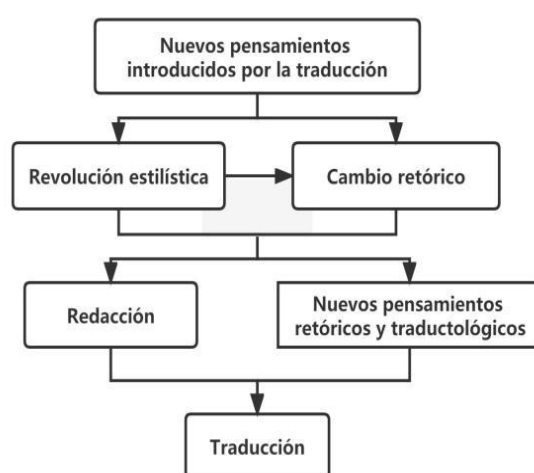 Nuevos pensamientos
introducidos por la traducción
Revolución estilística
Cambio retórico
Redacción
Nuevos pensamientos
retóricos y traductológicos
Traducción